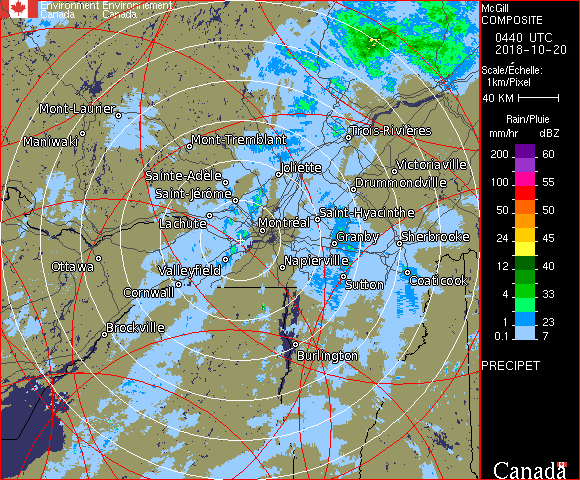 Environment Environnement
Canada Canada
McGill
COMPOSITE
0440 UTC
2018-10-20
Scale/Échelle:
1km/Pixel
40 KM
Rain/Pluie
mm/hr dBZ
200 60
100 55
50 50
24 45
12 40
4 33
1 23
0.1 7
PRECIPET
Canada
Mont-Laurier
Maniwaki
Mont-Tremblant
Trois-Rivières
Joliette
Victoriaville
Sainte-Adèle
Drummondville
Saint-Jérôme
Lachute
Saint-Hyacinthe
Montréal
Granby
Sherbrooke
Ottawa
Valleyfield
Napierville
Cornwall
Sutton
Coaticook
Brockville
Burlington